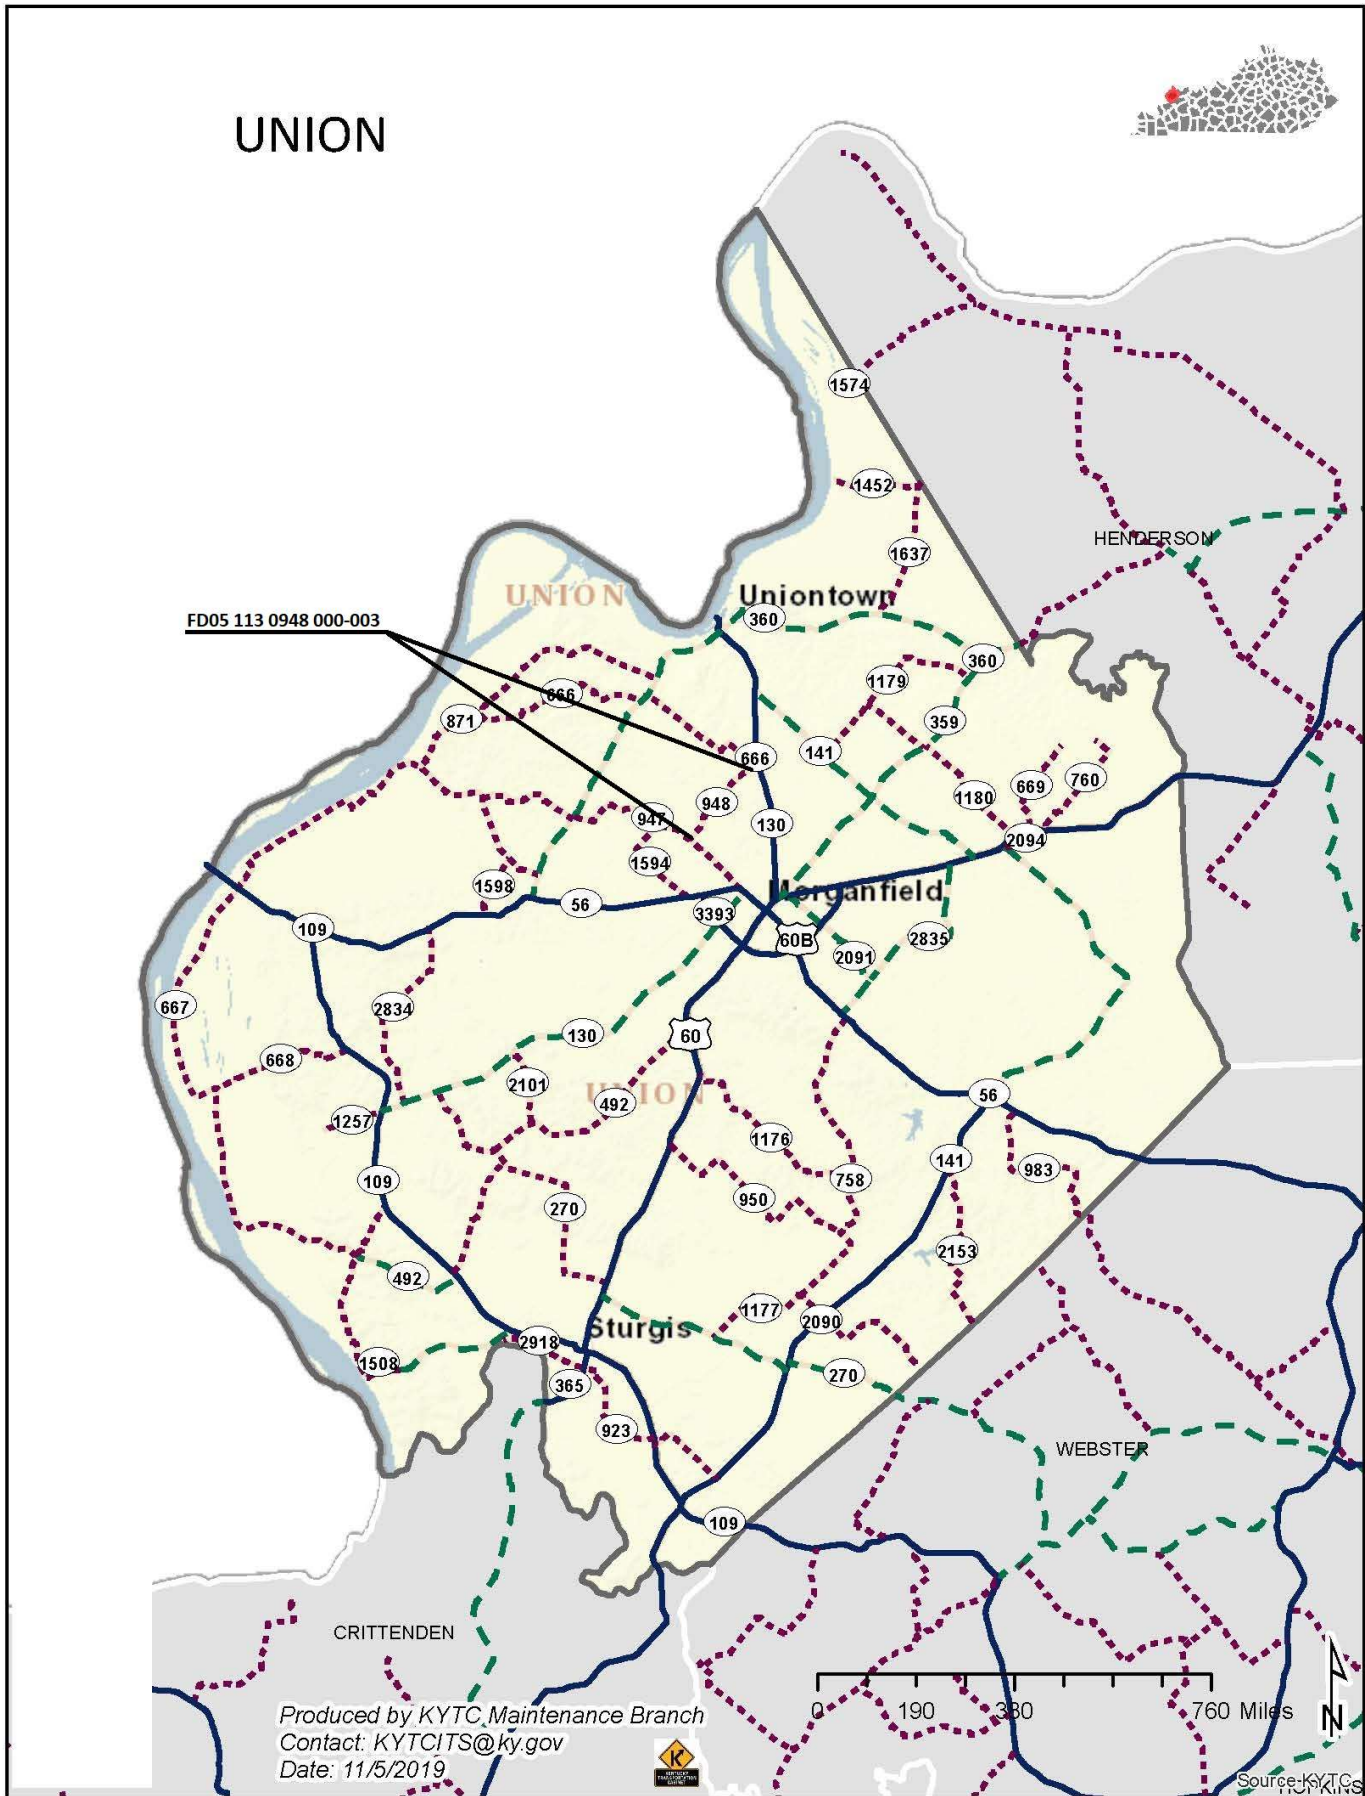 UNION
1574
1452
HENDERSON
1637
UNION
Uniontown
FD05 113 0948 000-003
360
360
1179
666
871
359
141
666
760
669
1180
948
947
130
2094
1594
1598
Morganfield
56
3393
109
60B
2835
2091
667
2834
130
60
668
2101
UNION
492
56
1257
1176
141
983
109
758
950
270
2153
492
1177
2090
Sturgis
2918
1508
270
365
923
WEBSTER
109
CRITTENDEN
0 190 380 760 Miles
N
Produced by KYTC Maintenance Branch
Contact: KYTCITS@ky.gov
Date: 11/5/2019
K
KENTUCKY
TRANSPORTATION
CABINET
Source-KYTC
HOPKINS